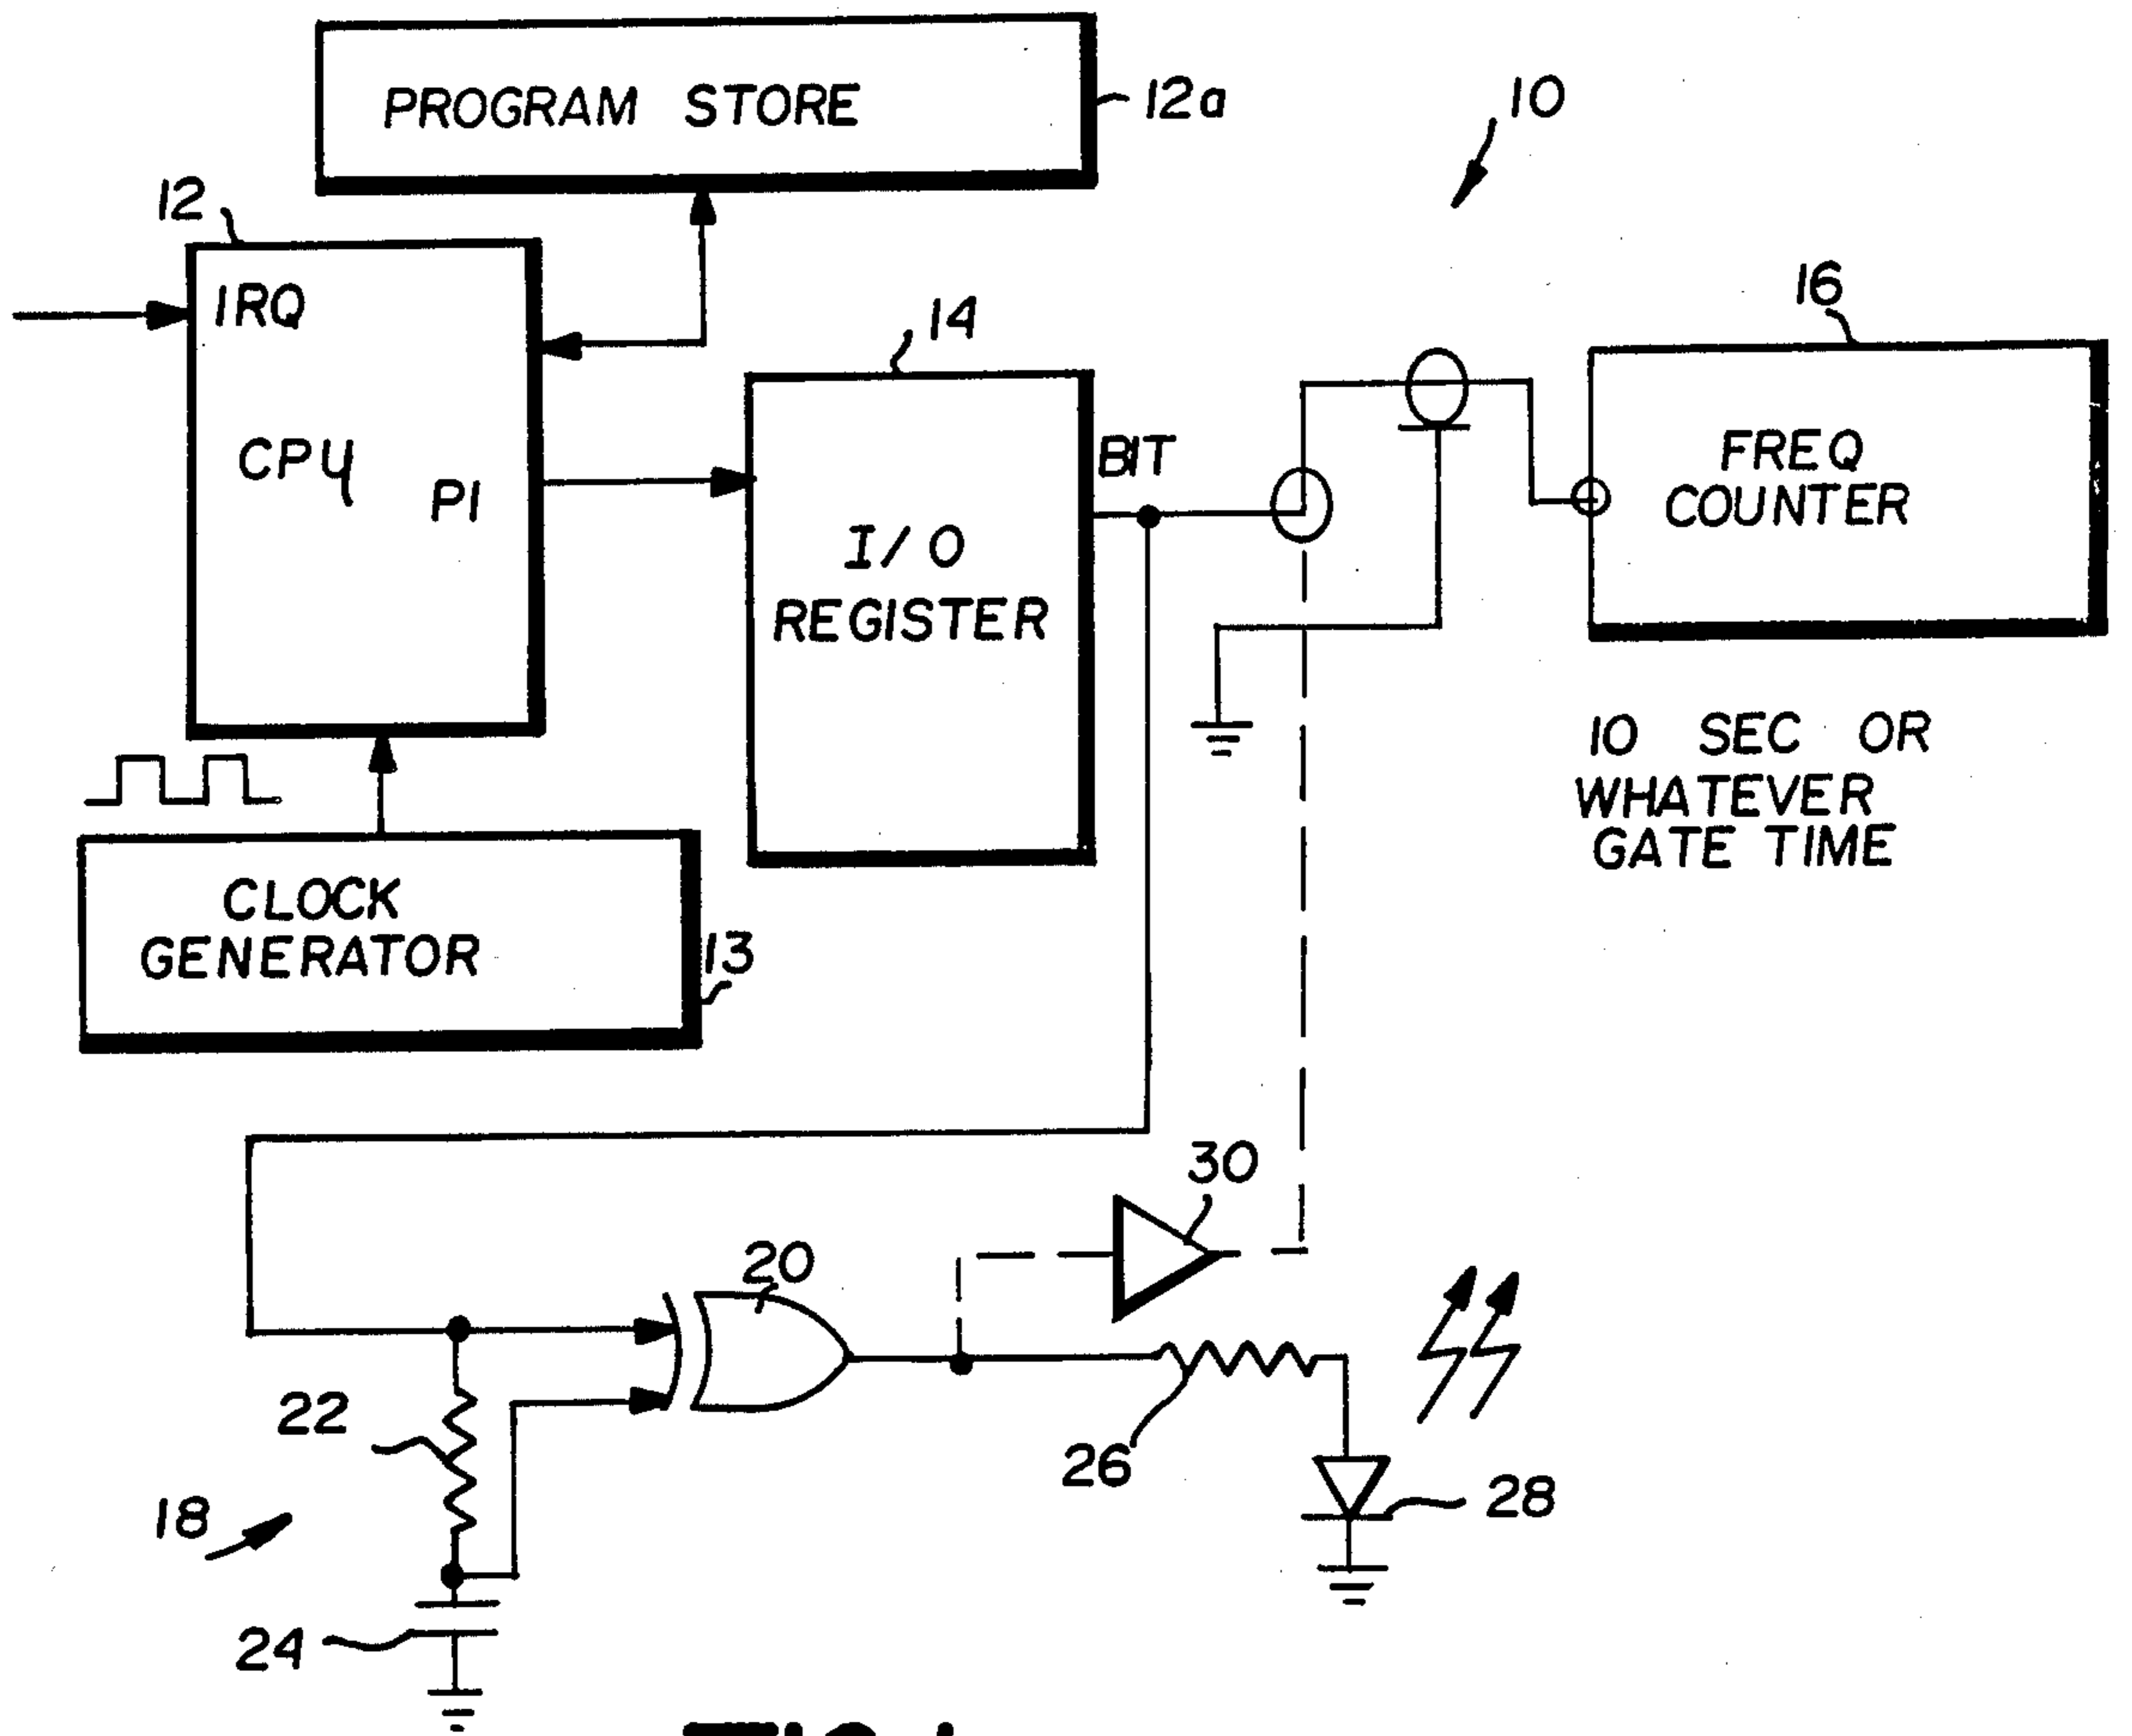 PROGRAM STORE
12a
10
12
IRQ
14
16
CPU
PI
BIT
FREQ
COUNTER
I/O
REGISTER
10 SEC OR
WHATEVER
GATE TIME
CLOCK
GENERATOR
13
30
20
22
26
18
28
24